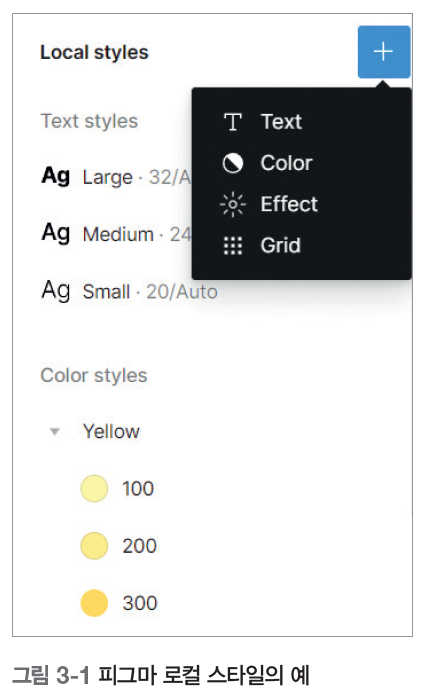 Local styles
Text styles
Text
Ag Large · 32/A
Color
Ag Medium · 24
Effect
Grid
Ag Small · 20/Auto
Color styles
Yellow
100
200
300
그림 3-1 피그마 로컬 스타일의 예